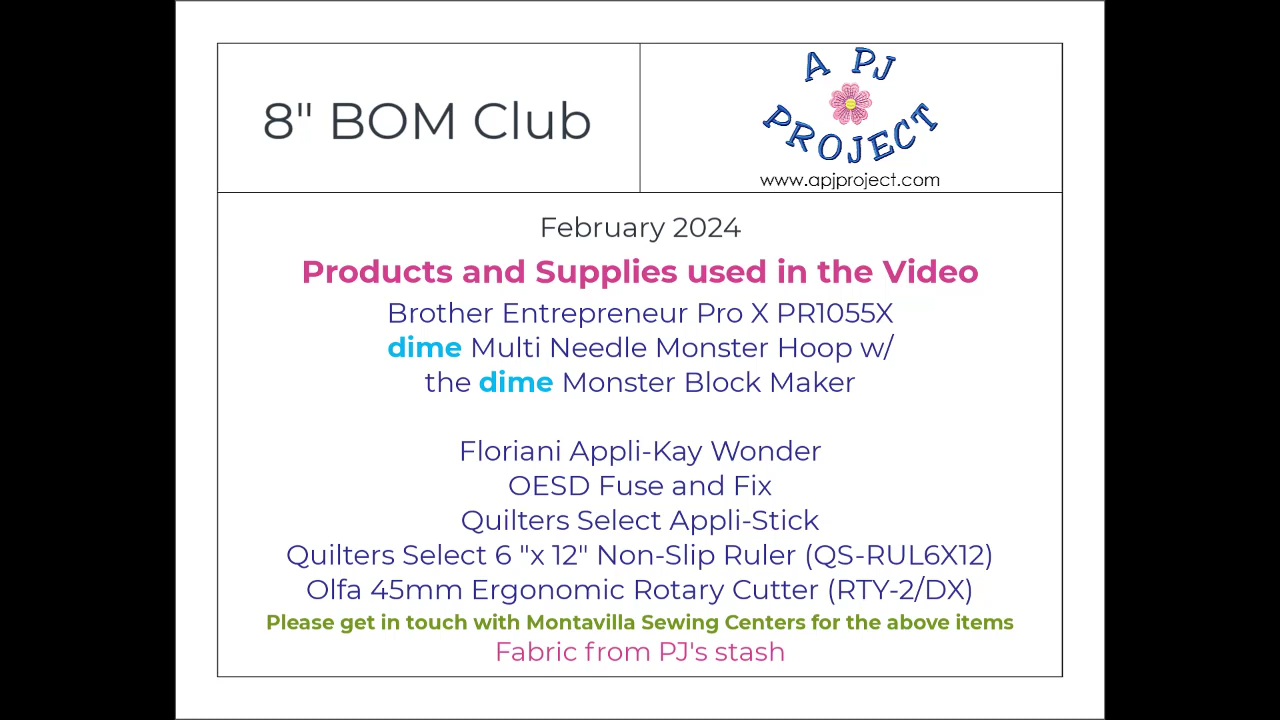 8" BOM Club
A PJ
PROJECT
www.apjproject.com
February 2024
Products and Supplies used in the Video
Brother Entrepreneur Pro X PR1055X
dime Multi Needle Monster Hoop w/
the dime Monster Block Maker
Floriani Appli-Kay Wonder
OESD Fuse and Fix
Quilters Select Appli-Stick
Quilters Select 6 "x 12" Non-Slip Ruler (QS-RUL6X12)
Olfa 45mm Ergonomic Rotary Cutter (RTY-2/DX)
Please get in touch with Montavilla Sewing Centers for the above items
Fabric from PJ's stash